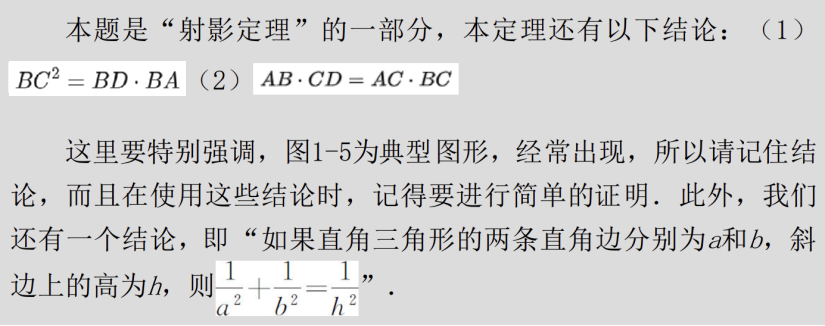 本题是“射影定理”的一部分，本定理还有以下结论：（1）
BC² = BD · BA（2）AB · CD = AC · BC
这里要特别强调，图1-5为典型图形，经常出现，所以请记住结
论，而且在使用这些结论时，记得要进行简单的证明．此外，我们
还有一个结论，即“如果直角三角形的两条直角边分别为a和b，斜
边上的高为h，则1/a²+1/b²=1/h²”．